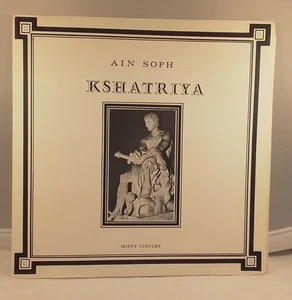 AIN SOPH
KSHATRIYA
MISTY CIRCLES